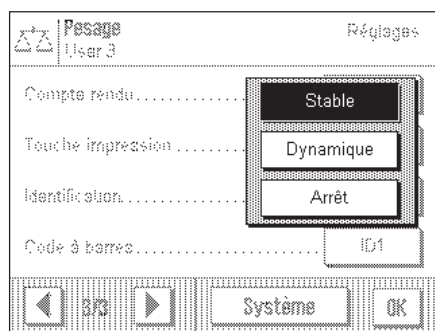 Pesage
User 3
Réglages
Compte rendu
Stable
Touche impression
Dynamique
Identification
Arrêt
Code à barres
ID1
3/3
Système
OK